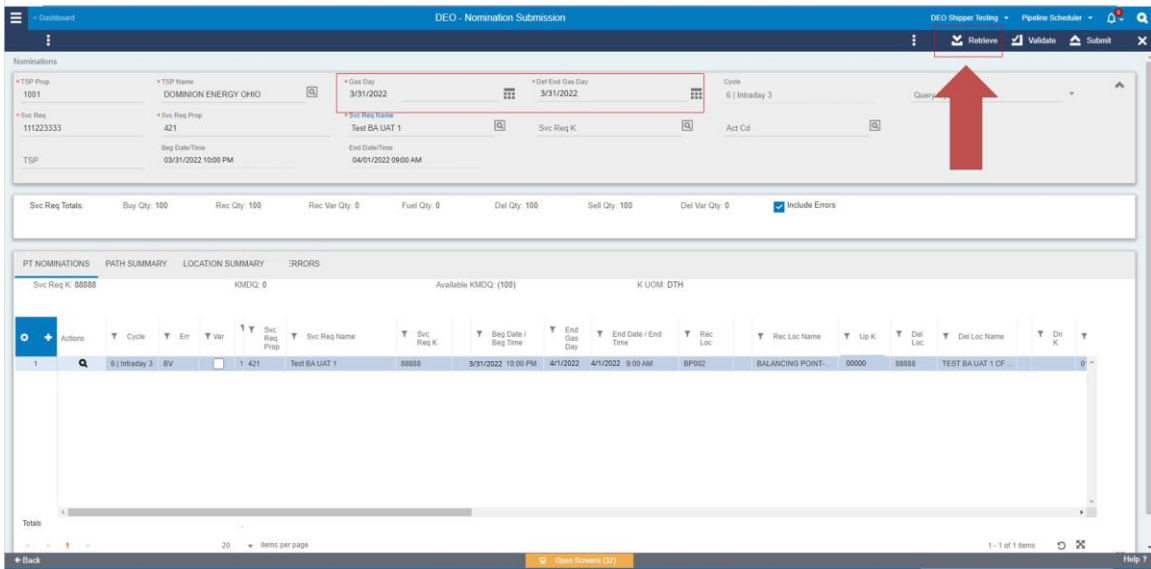 < Dashboard DEO - Nomination Submission DEO Shipper Testing Pipeline Scheduler 0
Retrieve Validate Submit X
Nominations
* TSP Prop * TSP Name * Gas Day * Def End Gas Day Cycle
1001 DOMINION ENERGY OHIO 3/31/2022 3/31/2022 6 | Intraday 3
* Svc Req * Svc Req Prop * Svc Req Name
111223333 421 Test BA UAT 1 Svc Req K Act Cd
Beg Date/Time End Date/Time
TSP 03/31/2022 10:00 PM 04/01/2022 09:00 AM
Svc Req Totals: Buy Qty: 100 Rec Qty: 100 Rec Var Qty: 0 Fuel Qty: 0 Del Qty: 100 Sell Qty: 100 Del Var Qty: 0 Include Errors
PT NOMINATIONS PATH SUMMARY LOCATION SUMMARY ERRORS
Svc Req K: 88888 KMDQ: 0 Available KMDQ: (100) K UOM: DTH
Actions Cycle Err Var 1 Svc Req Prop Svc Req Name Svc Req K Beg Date / Beg Time End Gas Day End Date / End Time Rec Loc Rec Loc Name Up K Del Loc Del Loc Name Dn K
1 6 | Intraday 3 BV 1 421 Test BA UAT 1 88888 3/31/2022 10:00 PM 4/1/2022 4/1/2022 9:00 AM BP002 BALANCING POINT-... 00000 88888 TEST BA UAT 1 CF ...
Totals
1 20 items per page 1 - 1 of 1 items
← Back Open Screens (32) Help ?